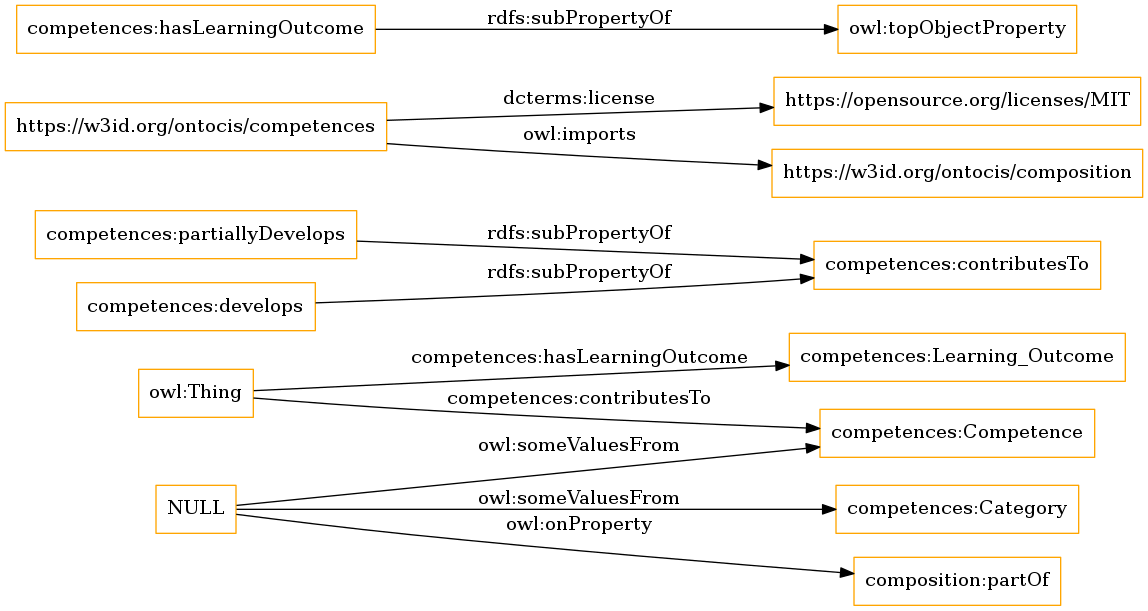 competences:hasLearningOutcome
rdfs:subPropertyOf
owl:topObjectProperty
https://w3id.org/ontocis/competences
dcterms:license
https://opensource.org/licenses/MIT
owl:imports
https://w3id.org/ontocis/composition
competences:partiallyDevelops
rdfs:subPropertyOf
competences:contributesTo
competences:develops
rdfs:subPropertyOf
owl:Thing
competences:hasLearningOutcome
competences:Learning_Outcome
competences:contributesTo
competences:Competence
NULL
owl:someValuesFrom
owl:someValuesFrom
competences:Category
owl:onProperty
composition:partOf